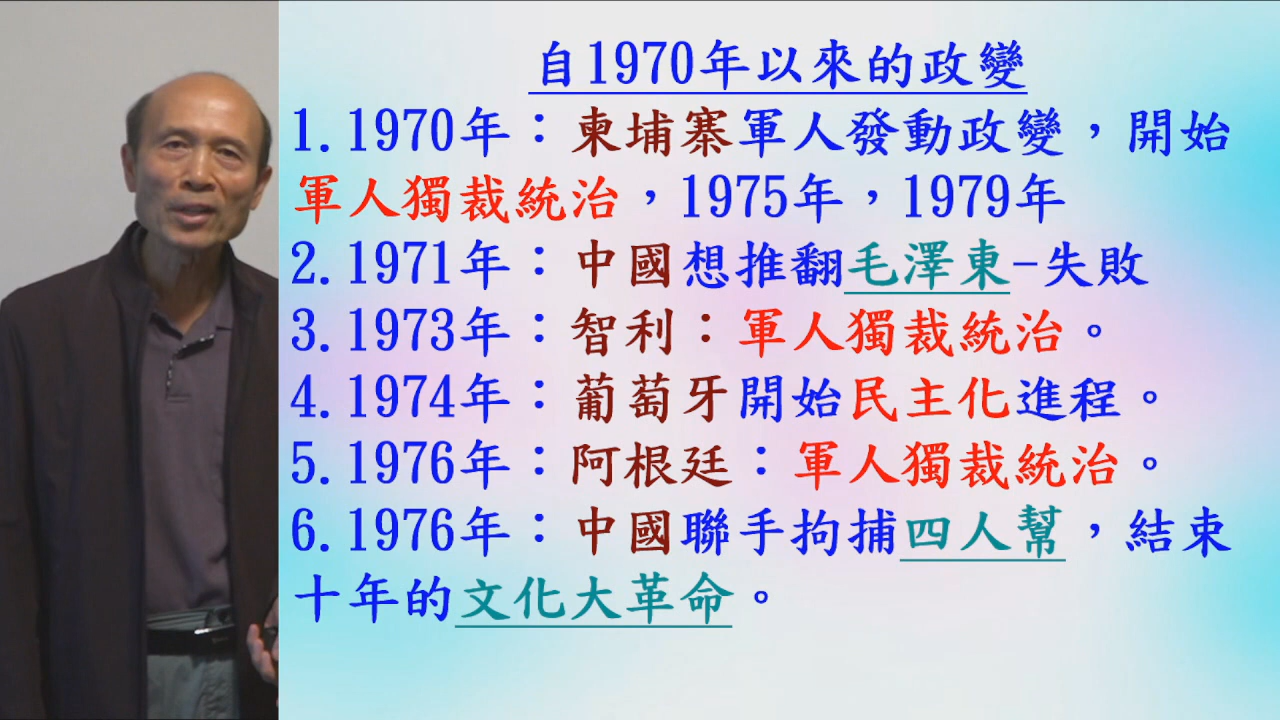 自1970年以來的政變
1.1970年：柬埔寨軍人發動政變，開始
軍人獨裁統治，1975年，1979年
2.1971年：中國想推翻毛澤東-失敗
3.1973年：智利：軍人獨裁統治。
4.1974年：葡萄牙開始民主化進程。
5.1976年：阿根廷：軍人獨裁統治。
6.1976年：中國聯手拘捕四人幫，結束
十年的文化大革命。